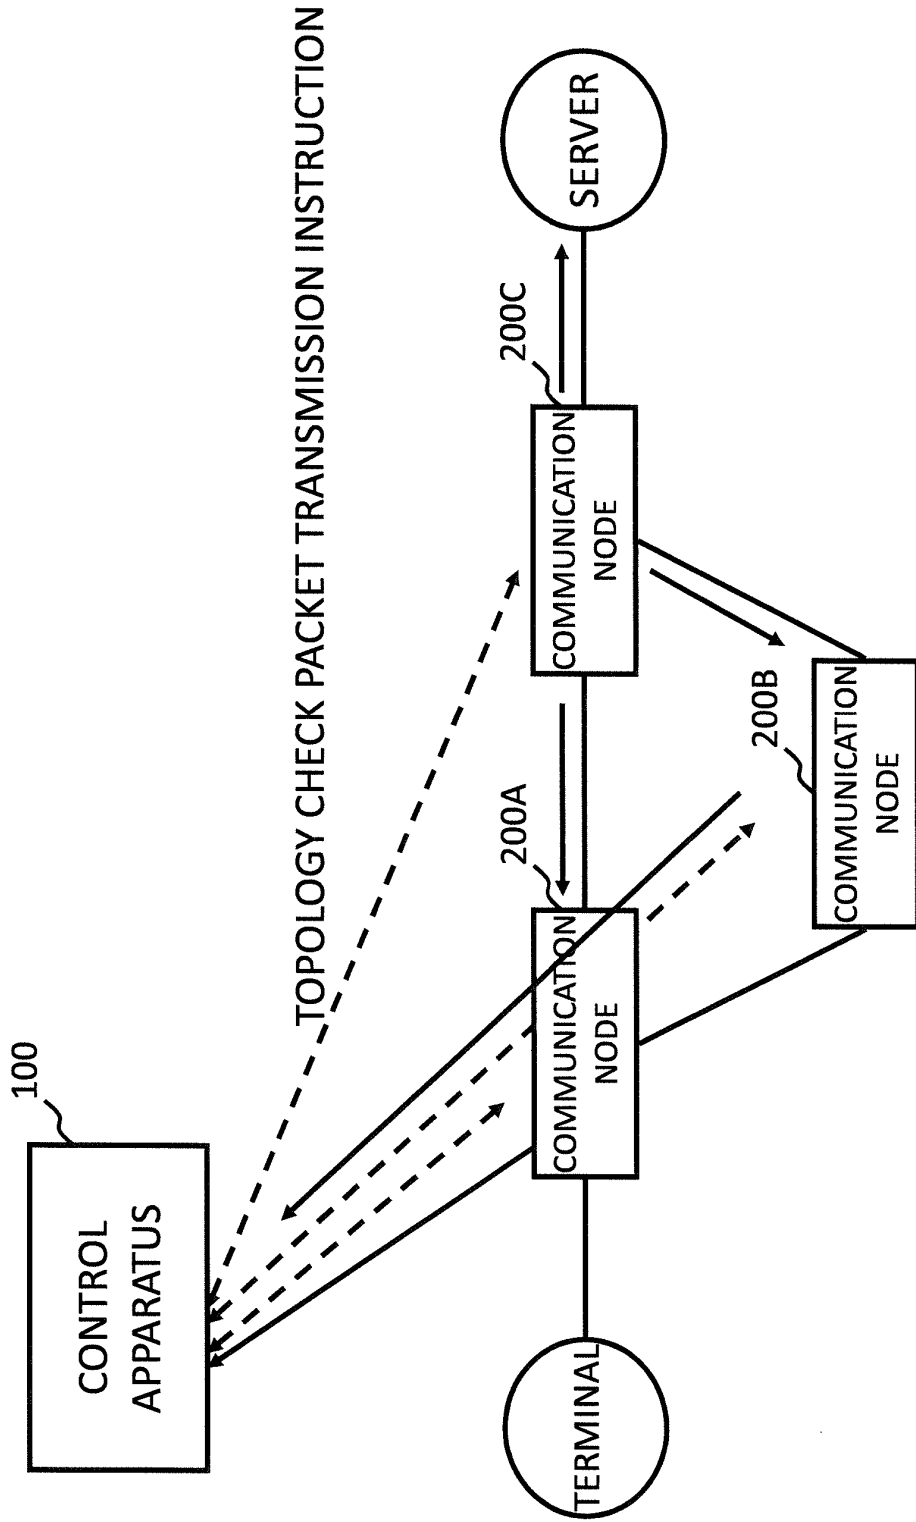 100
CONTROL
APPARATUS
TOPOLOGY CHECK PACKET TRANSMISSION INSTRUCTION
200A
200C
TERMINAL
COMMUNICATION
NODE
COMMUNICATION
NODE
SERVER
200B
COMMUNICATION
NODE